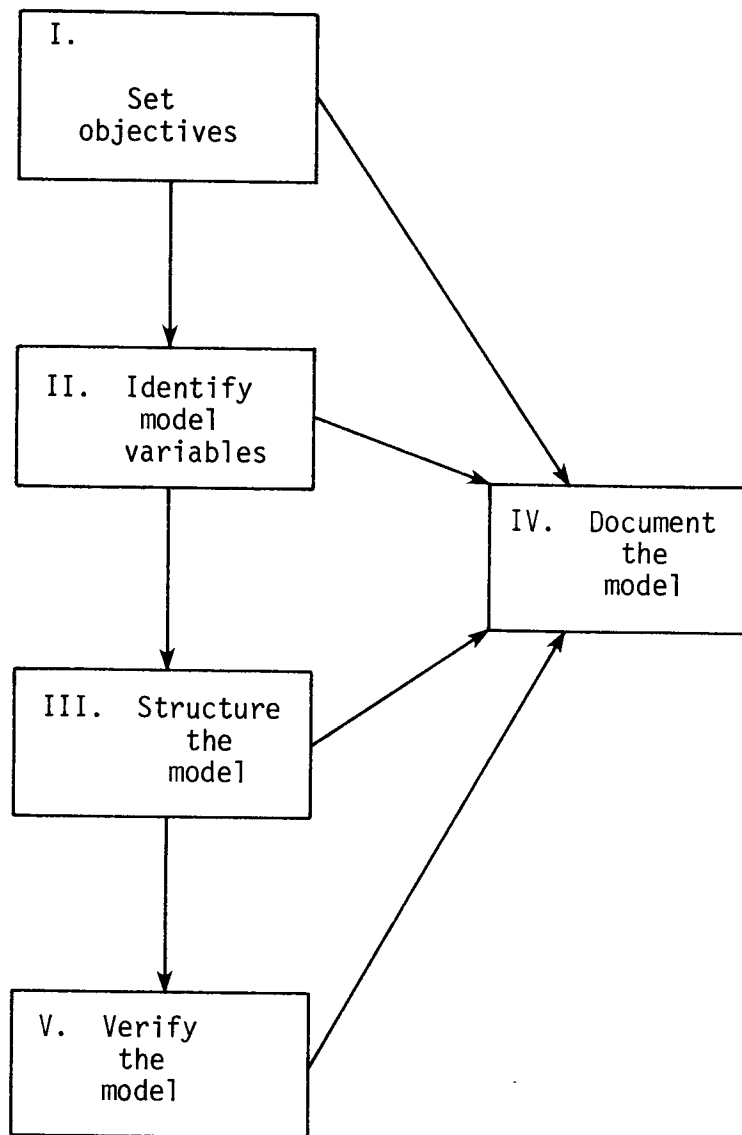 I.
Set
objectives
II. Identify
model
variables
IV. Document
the
model
III. Structure
the
model
V. Verify
the
model